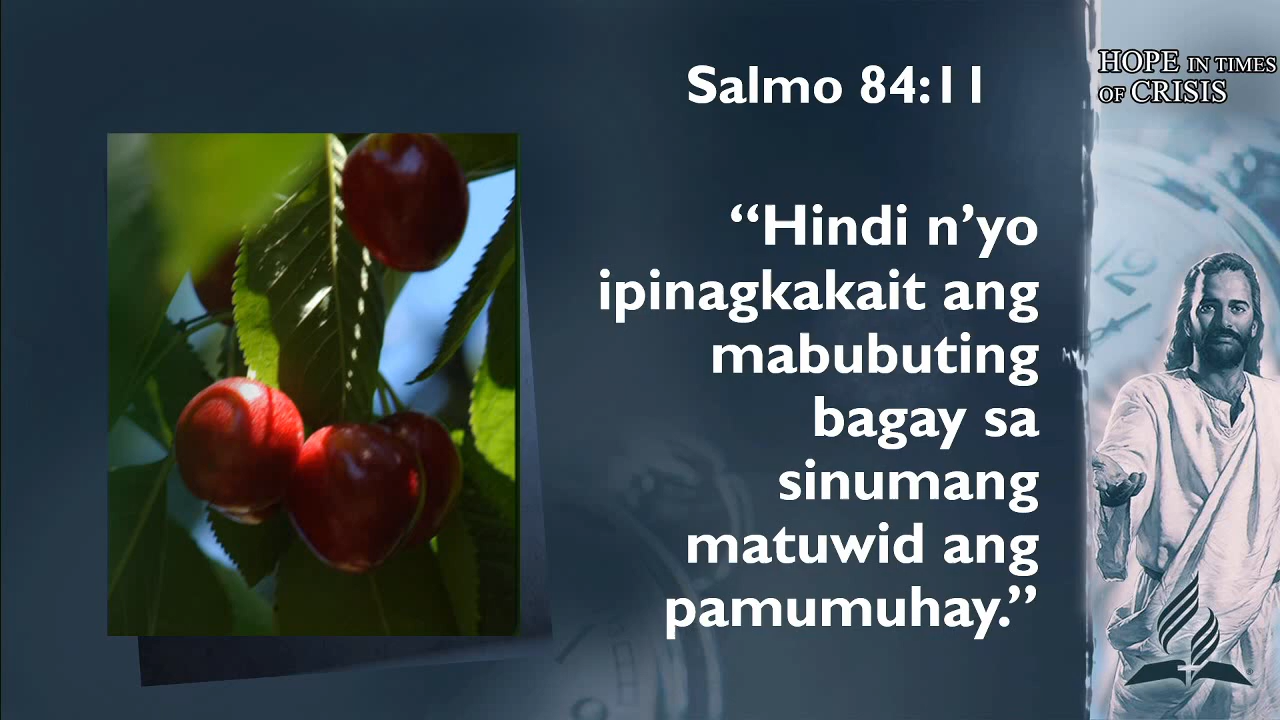 Salmo 84:11
HOPE IN TIMES
OF CRISIS
“Hindi n’yo
ipinagkakait ang
mabubuting
bagay sa
sinumang
matuwid ang
pamumuhay.”